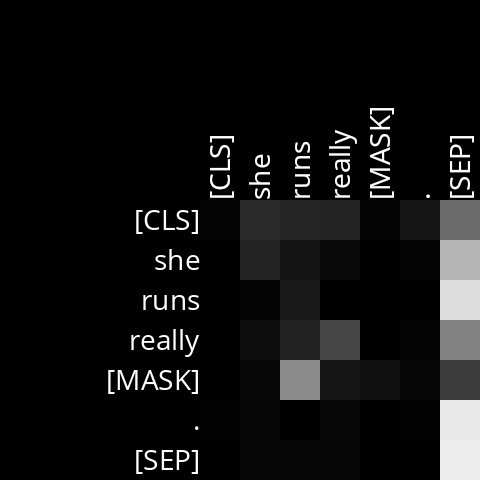 [CLS] she runs really [MASK] . [SEP]
[CLS]
she
runs
really
[MASK]
.
[SEP]